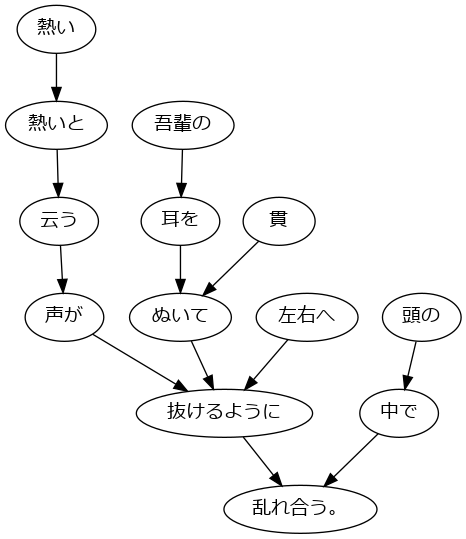 熱い
熱いと
吾輩の
云う
耳を
貫
声が
ぬいて
左右へ
頭の
抜けるように
中で
乱れ合う。